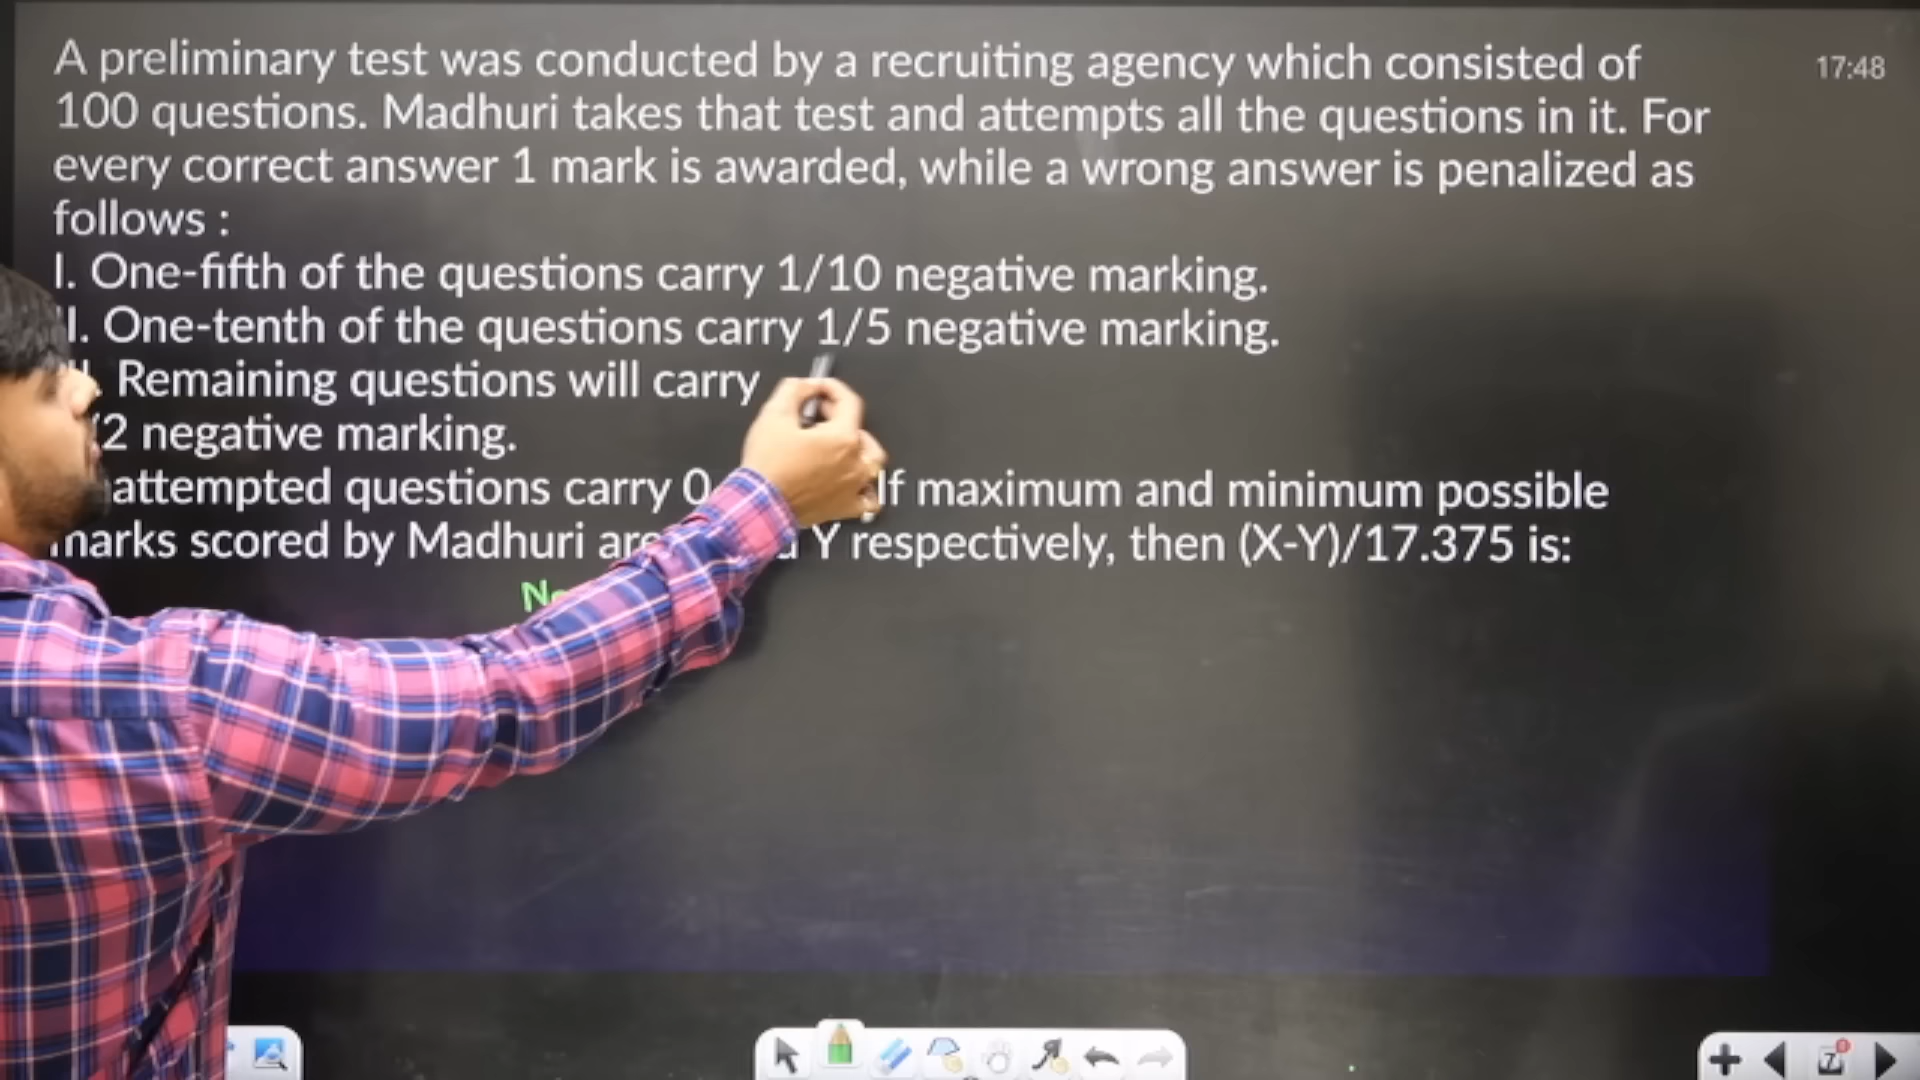 A preliminary test was conducted by a recruiting agency which consisted of
17:48
100 questions. Madhuri takes that test and attempts all the questions in it. For
every correct answer 1 mark is awarded, while a wrong answer is penalized as
follows :
I. One-fifth of the questions carry 1/10 negative marking.
II. One-tenth of the questions carry 1/5 negative marking.
Remaining questions will carry
/2 negative marking.
attempted questions carry 0 If maximum and minimum possible
marks scored by Madhuri are Y respectively, then (X-Y)/17.375 is:
7